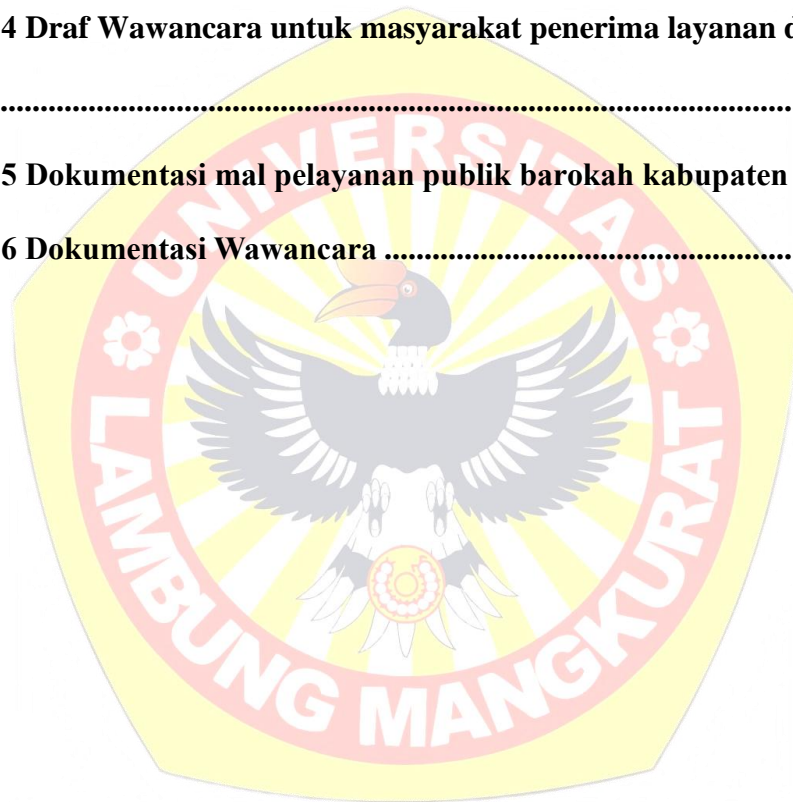 4 Draf Wawancara untuk masyarakat penerima layanan d
....................................................................................................
5 Dokumentasi mal pelayanan publik barokah kabupaten
6 Dokumentasi Wawancara ....................................................
UNIVERSITAS
LAMBUNG MANGKURAT